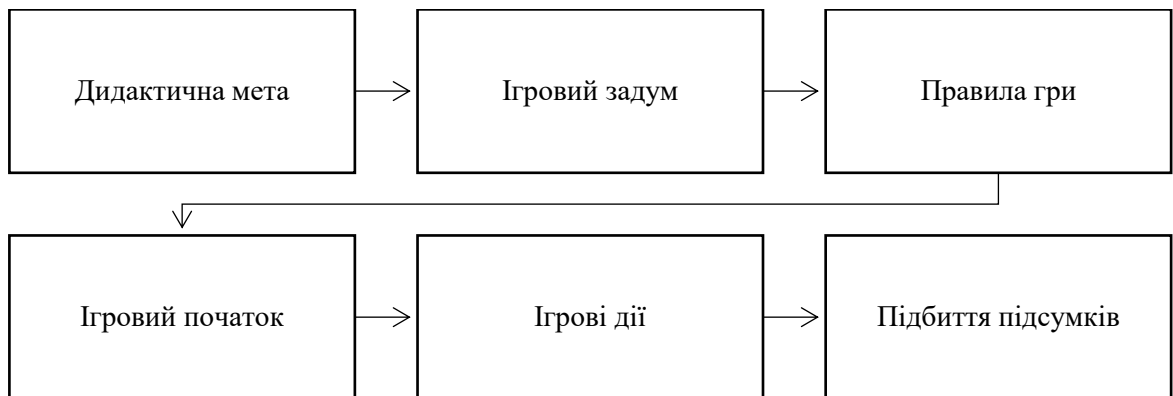 Дидактична мета
Ігровий задум
Правила гри
Ігровий початок
Ігрові дії
Підбиття підсумків